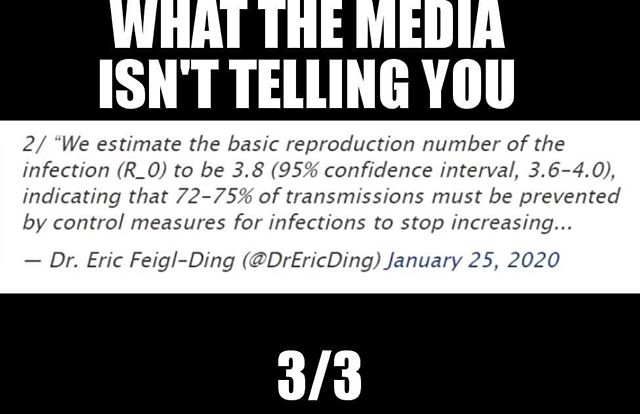 WHAT THE MEDIA
ISN'T TELLING YOU
2/ “We estimate the basic reproduction number of the
infection (R_0) to be 3.8 (95% confidence interval, 3.6–4.0),
indicating that 72–75% of transmissions must be prevented
by control measures for infections to stop increasing...
— Dr. Eric Feigl-Ding (@DrEricDing) January 25, 2020
3/3